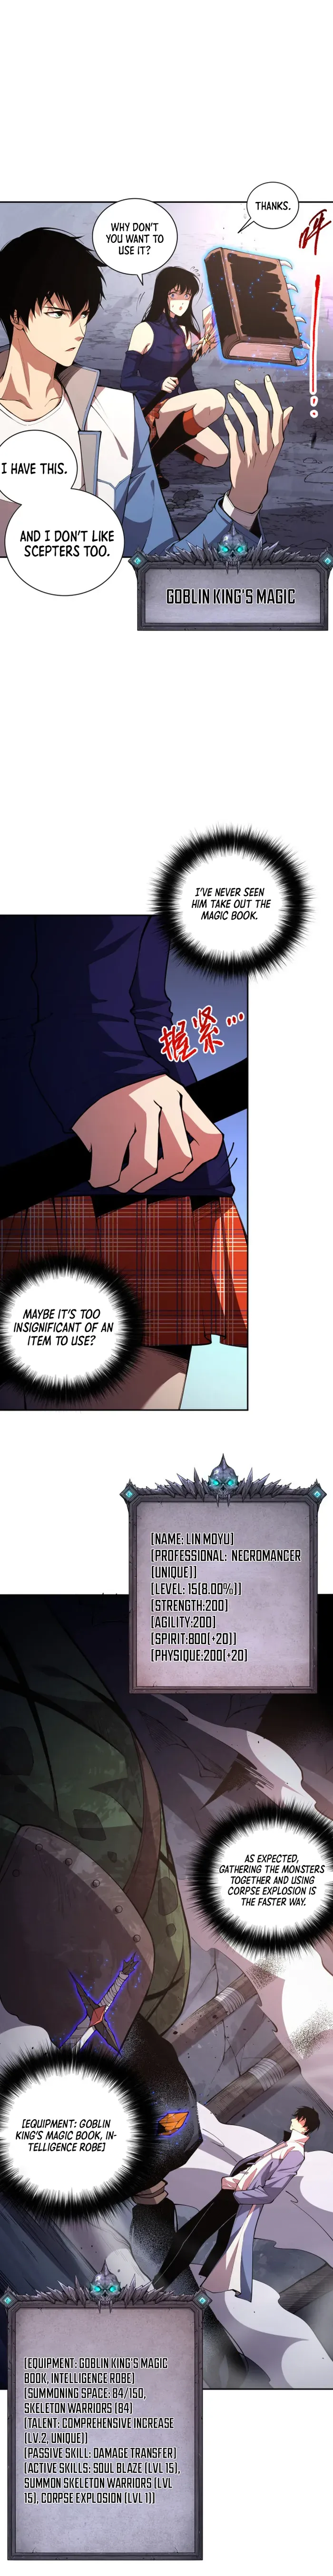 THANKS.
WHY DON'T
YOU WANT TO
USE IT?
I HAVE THIS.
AND I DON'T LIKE
SCEPTERS TOO.
GOBLIN KING'S MAGIC
I'VE NEVER SEEN
HIM TAKE OUT THE
MAGIC BOOK.
握紧...
MAYBE IT'S TOO
INSIGNIFICANT OF AN
ITEM TO USE?
[NAME: LIN MOYU]
[PROFESSIONAL: NECROMANCER
[UNIQUE]]
[LEVEL: 15[8.00%]]
[STRENGTH:200]
[AGILITY:200]
[SPIRIT:800[+20]]
[PHYSIQUE:200[+20]
AS EXPECTED,
GATHERING THE MONSTERS
TOGETHER AND USING
CORPSE EXPLOSION IS
THE FASTER WAY.
[EQUIPMENT: GOBLIN
KING'S MAGIC BOOK, IN-
TELLIGENCE ROBE]
[EQUIPMENT: GOBLIN KING'S MAGIC
BOOK, INTELLIGENCE ROBE]
[SUMMONING SPACE: 84/150,
SKELETON WARRIORS [84]
[TALENT: COMPREHENSIVE INCREASE
[LV.2, UNIQUE]]
[PASSIVE SKILL: DAMAGE TRANSFER]
[ACTIVE SKILLS: SOUL BLAZE [LVL 15],
SUMMON SKELETON WARRIORS [LVL
15], CORPSE EXPLOSION [LVL 1]]